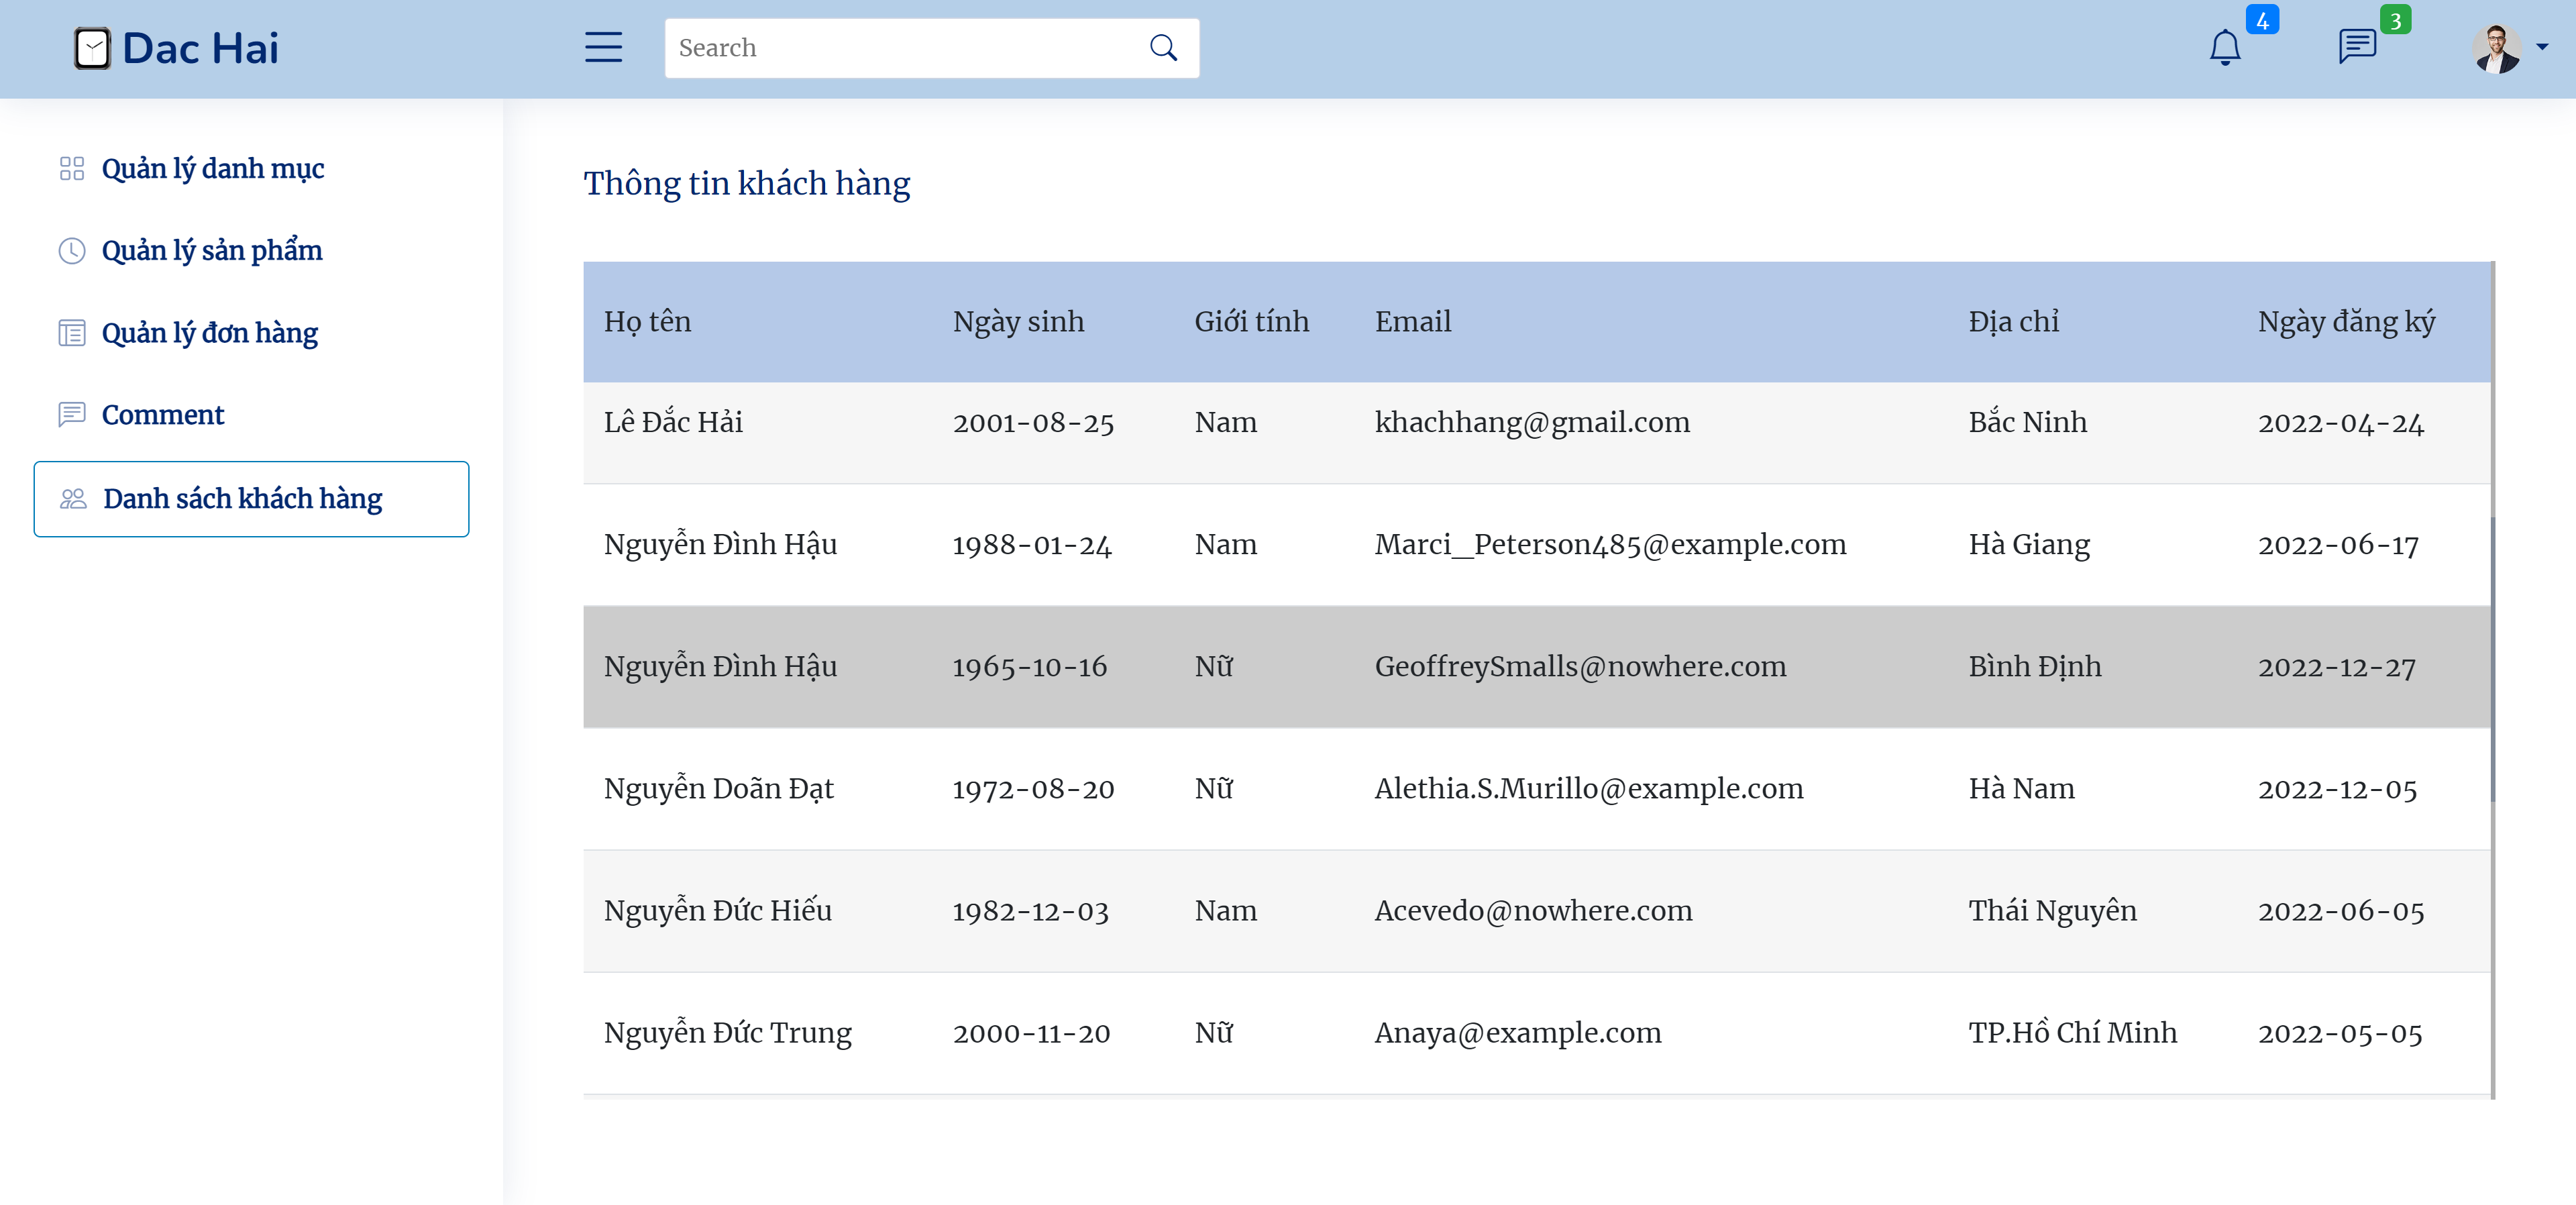 Dac Hai
Search
4
3
Quản lý danh mục
Quản lý sản phẩm
Quản lý đơn hàng
Comment
Danh sách khách hàng
Thông tin khách hàng
Họ tên Ngày sinh Giới tính Email Địa chỉ Ngày đăng ký
Lê Đắc Hải 2001-08-25 Nam khachhang@gmail.com Bắc Ninh 2022-04-24
Nguyễn Đình Hậu 1988-01-24 Nam Marci_Peterson485@example.com Hà Giang 2022-06-17
Nguyễn Đình Hậu 1965-10-16 Nữ GeoffreySmalls@nowhere.com Bình Định 2022-12-27
Nguyễn Doãn Đạt 1972-08-20 Nữ Alethia.S.Murillo@example.com Hà Nam 2022-12-05
Nguyễn Đức Hiếu 1982-12-03 Nam Acevedo@nowhere.com Thái Nguyên 2022-06-05
Nguyễn Đức Trung 2000-11-20 Nữ Anaya@example.com TP.Hồ Chí Minh 2022-05-05